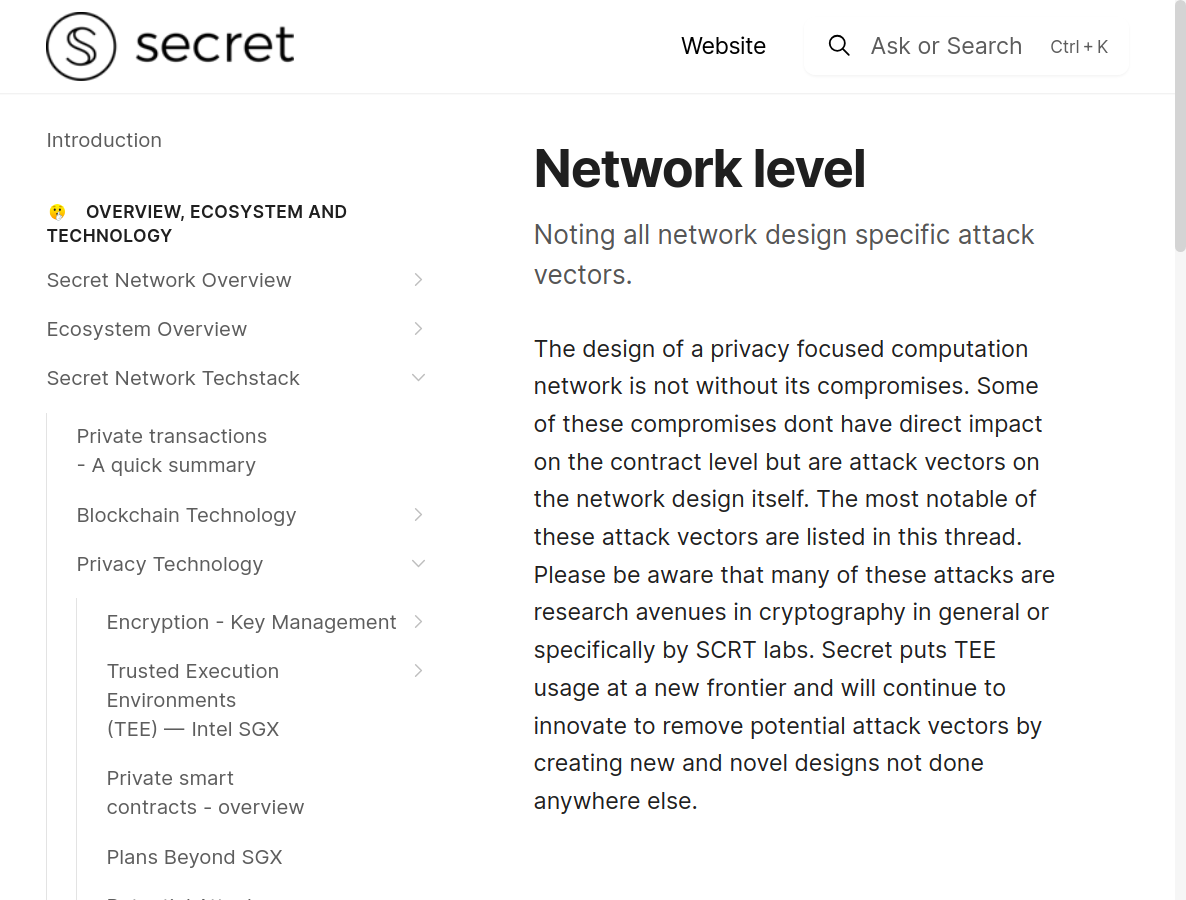 secret
Website
Ask or Search
Ctrl + K
Introduction
OVERVIEW, ECOSYSTEM AND
TECHNOLOGY
Secret Network Overview
Ecosystem Overview
Secret Network Techstack
Private transactions
- A quick summary
Blockchain Technology
Privacy Technology
Encryption - Key Management
Trusted Execution
Environments
(TEE) — Intel SGX
Private smart
contracts - overview
Plans Beyond SGX
Network level
Noting all network design specific attack
vectors.
The design of a privacy focused computation
network is not without its compromises. Some
of these compromises dont have direct impact
on the contract level but are attack vectors on
the network design itself. The most notable of
these attack vectors are listed in this thread.
Please be aware that many of these attacks are
research avenues in cryptography in general or
specifically by SCRT labs. Secret puts TEE
usage at a new frontier and will continue to
innovate to remove potential attack vectors by
creating new and novel designs not done
anywhere else.